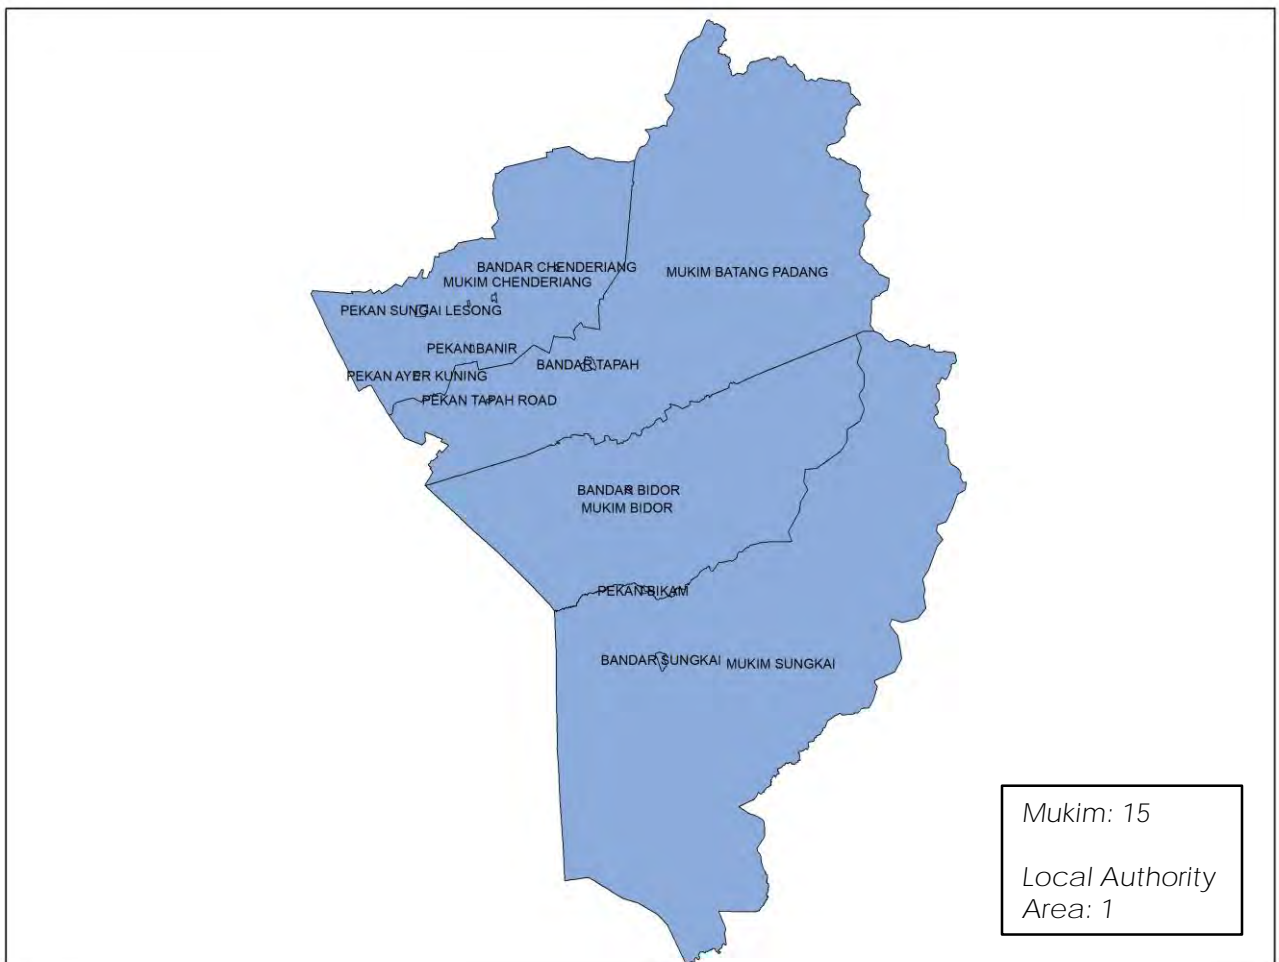 BANDAR CHENDERIANG
MUKIM CHENDERIANG
MUKIM BATANG PADANG
PEKAN SUNGAI LESONG
PEKAN BANIR
BANDAR TAPAH
PEKAN AYER KUNING
PEKAN TAPAH ROAD
BANDAR BIDOR
MUKIM BIDOR
PEKAN BIKAM
BANDAR SUNGKAI
MUKIM SUNGKAI
Mukim: 15
Local Authority
Area: 1